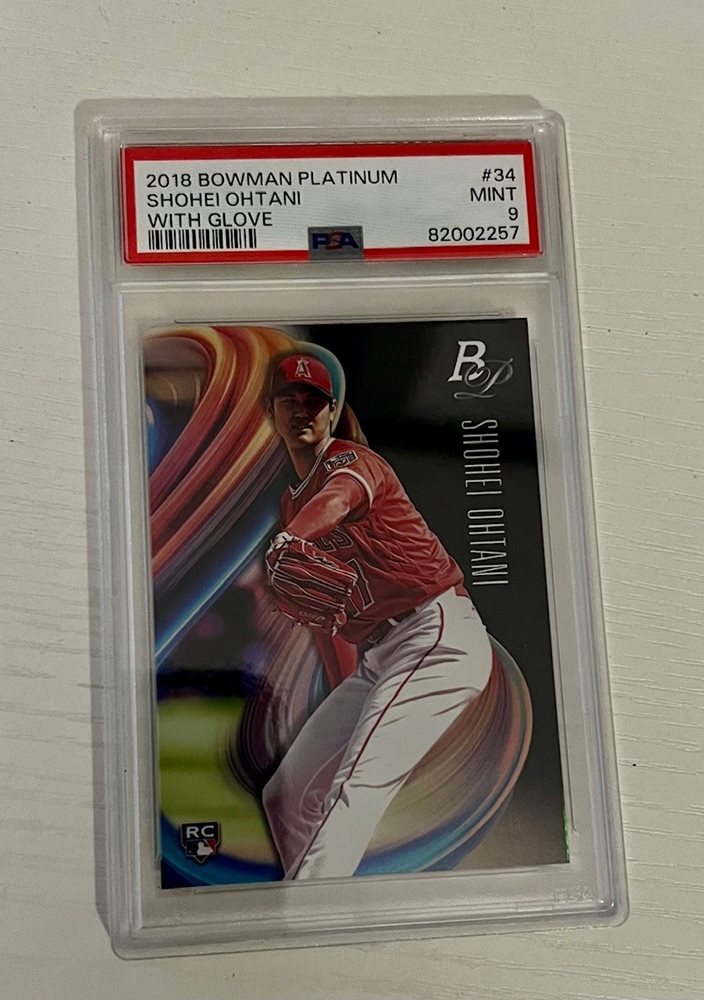 2018 BOWMAN PLATINUM #34
SHOHEI OHTANI MINT
WITH GLOVE 9
PSA 82002257
BP
SHOHEI OHTANI
A
RC